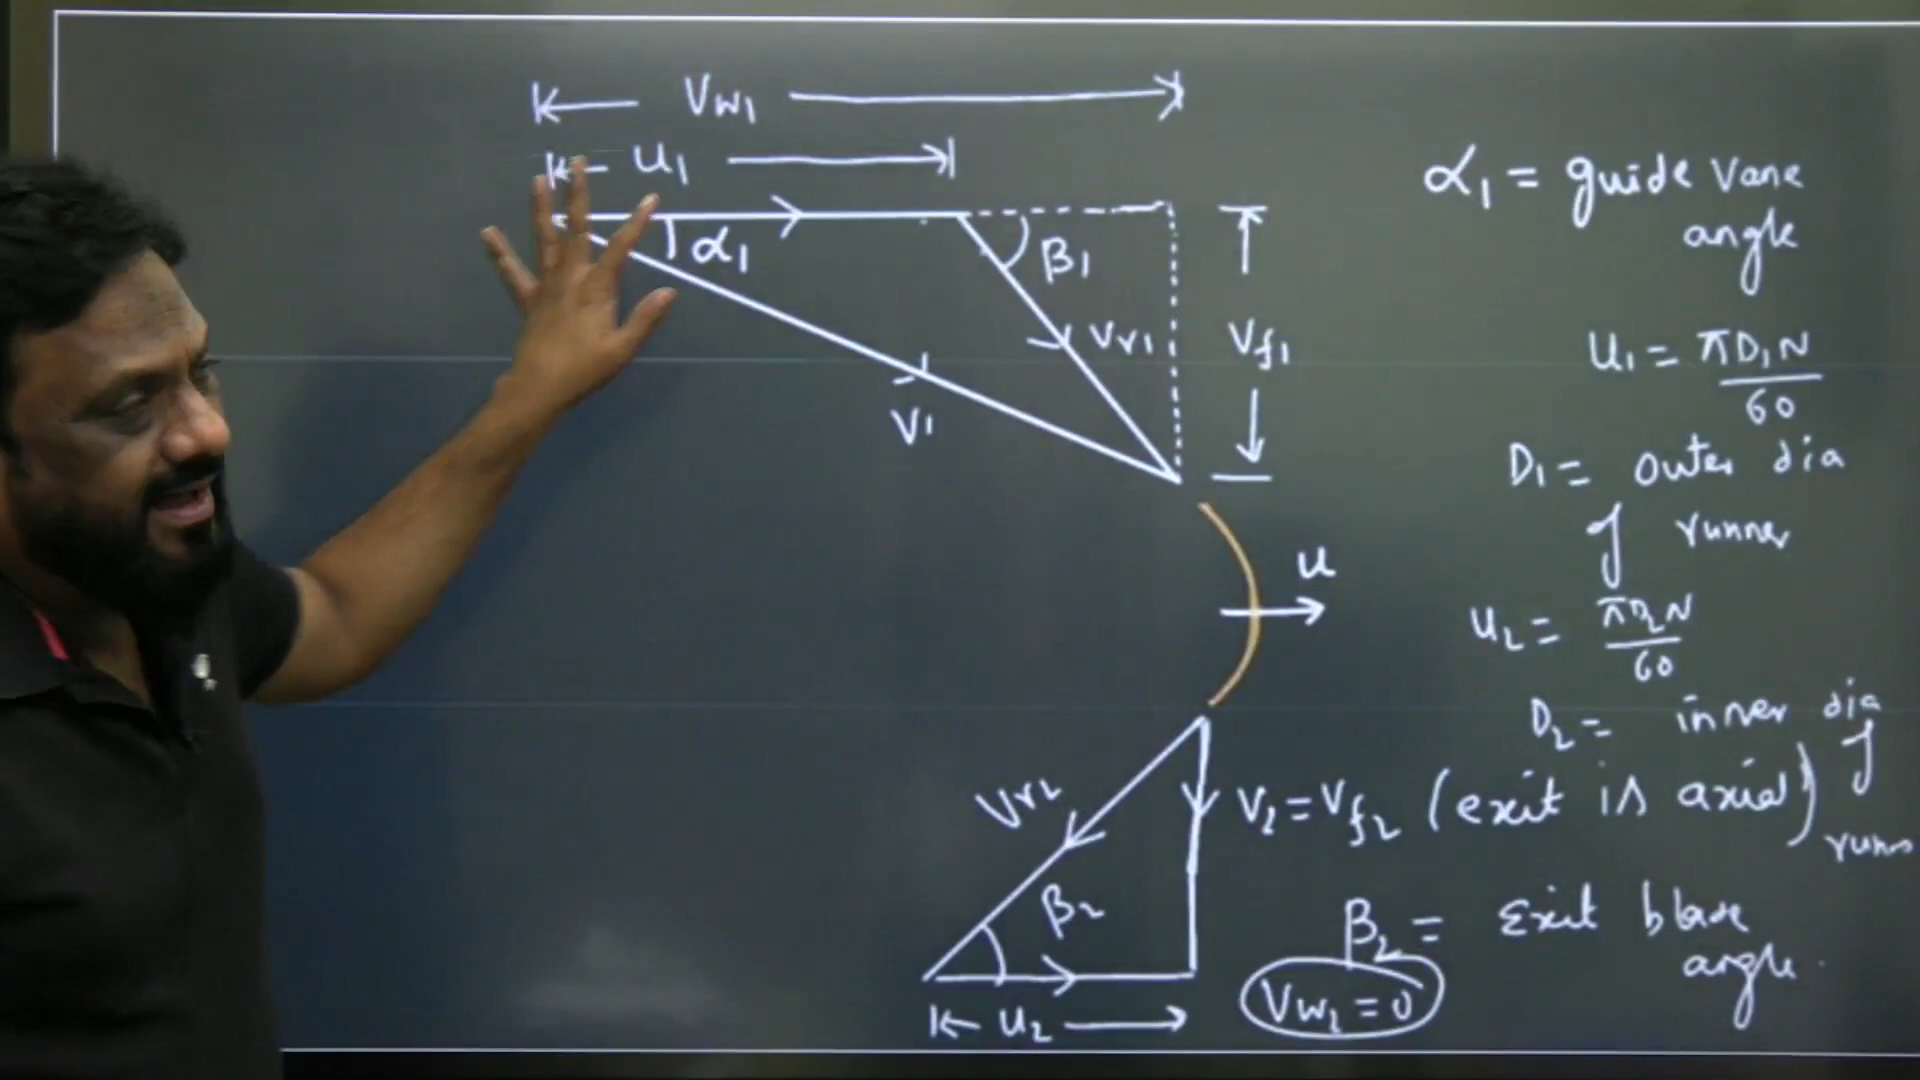 Vw1
u1
α1
β1
Vr1
Vf1
V1
α1 = guide vane
angle
u1 = πD1N
60
D1 = outer dia
of runner
u
u2 = πD2N
60
D2 = inner dia
of
Vr2
V2 = Vf2 (exit is axial)
β2
β2 = Exit blade
angle.
u2
Vw2 = 0